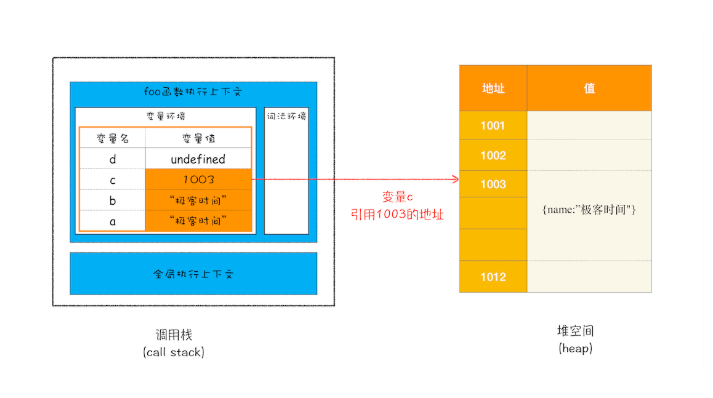 foo函数执行上下文
变量环境
词法环境
变量名 变量值
d undefined
c 1003
b “极客时间”
a “极客时间”
全局执行上下文
调用栈
(call stack)
变量c
引用1003的地址
地址 值
1001
1002
1003
{name:”极客时间"}
1012
堆空间
(heap)